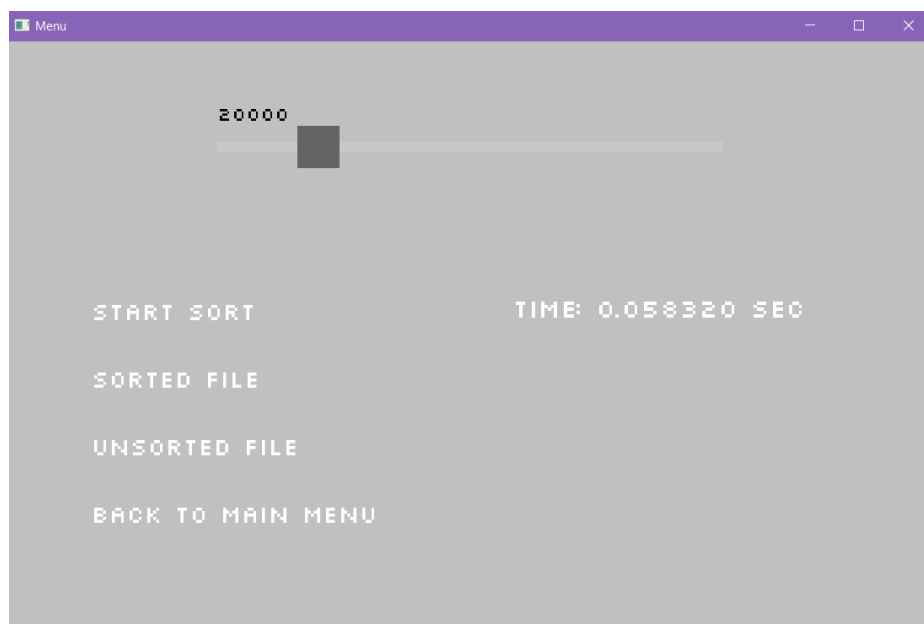 Menu
20000
START SORT
TIME: 0.058320 SEC
SORTED FILE
UNSORTED FILE
BACK TO MAIN MENU